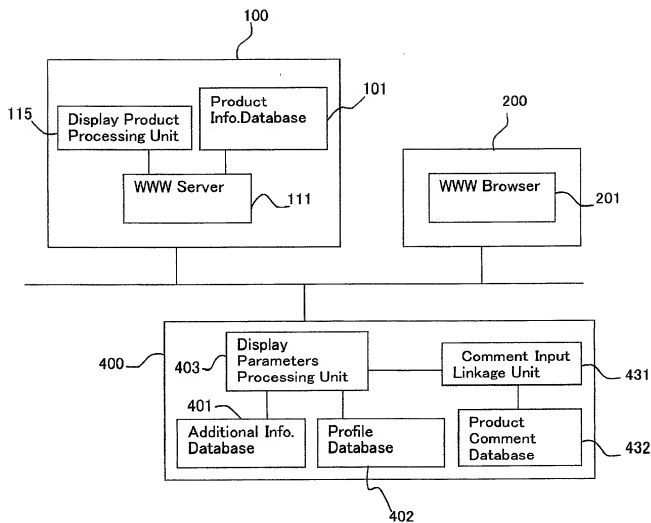 100
115
Display Product
Processing Unit
Product
Info.Database
101
WWW Server
111
200
WWW Browser
201
400
403
Display
Parameters
Processing Unit
Comment Input
Linkage Unit
431
401
Additional Info.
Database
Profile
Database
402
Product
Comment
Database
432